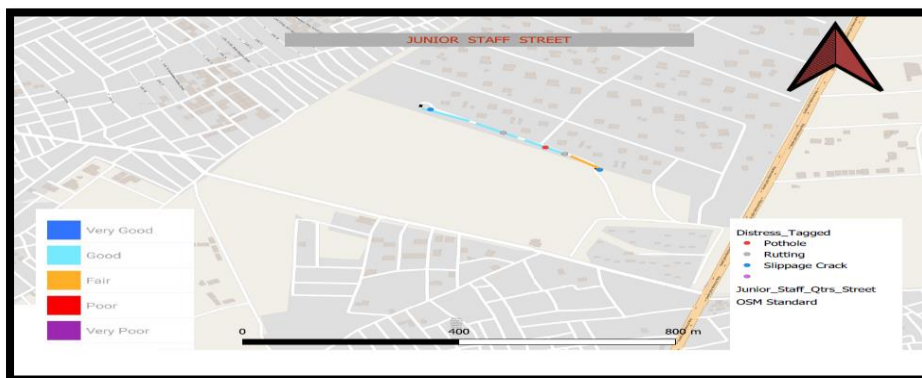 JUNIOR STAFF STREET
Very Good
Good
Fair
Poor
Very Poor
Distress_Tagged
Pothole
Rutting
Slippage Crack
Junior_Staff_Qtrs_Street
OSM Standard
0 400 800 m